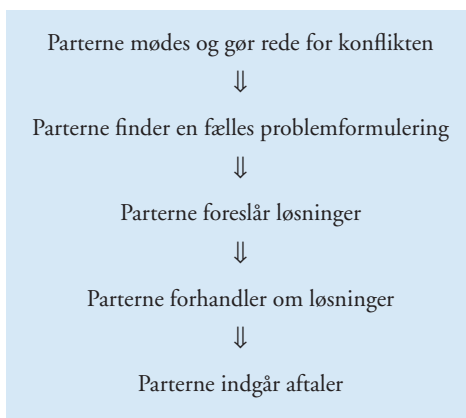 Parterne mødes og gør rede for konflikten
⇓
Parterne finder en fælles problemformulering
⇓
Parterne foreslår løsninger
⇓
Parterne forhandler om løsninger
⇓
Parterne indgår aftaler